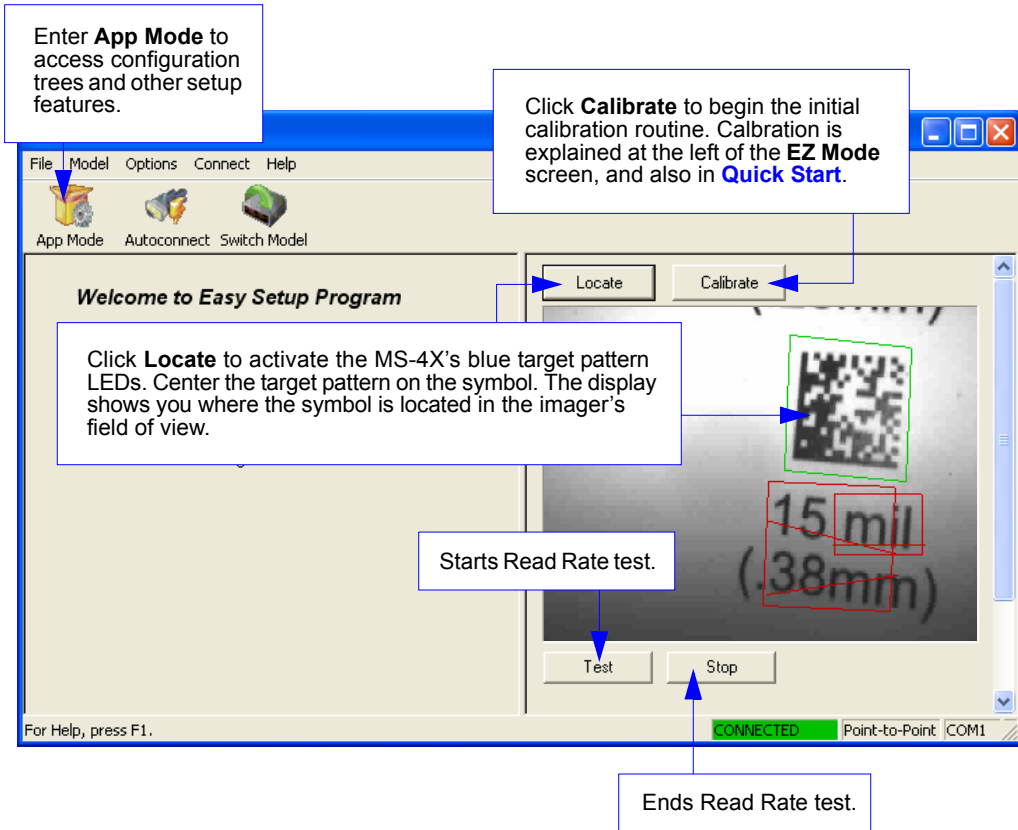 Enter App Mode to
access configuration
trees and other setup
features.
Click Calibrate to begin the initial
calibration routine. Calbration is
explained at the left of the EZ Mode
screen, and also in Quick Start.
File Model Options Connect Help
App Mode Autoconnect Switch Model
Welcome to Easy Setup Program
Locate Calibrate
Click Locate to activate the MS-4X's blue target pattern
LEDs. Center the target pattern on the symbol. The display
shows you where the symbol is located in the imager's
field of view.
15 mil
(.38mm)
Starts Read Rate test.
Test Stop
For Help, press F1.
CONNECTED Point-to-Point COM1
Ends Read Rate test.